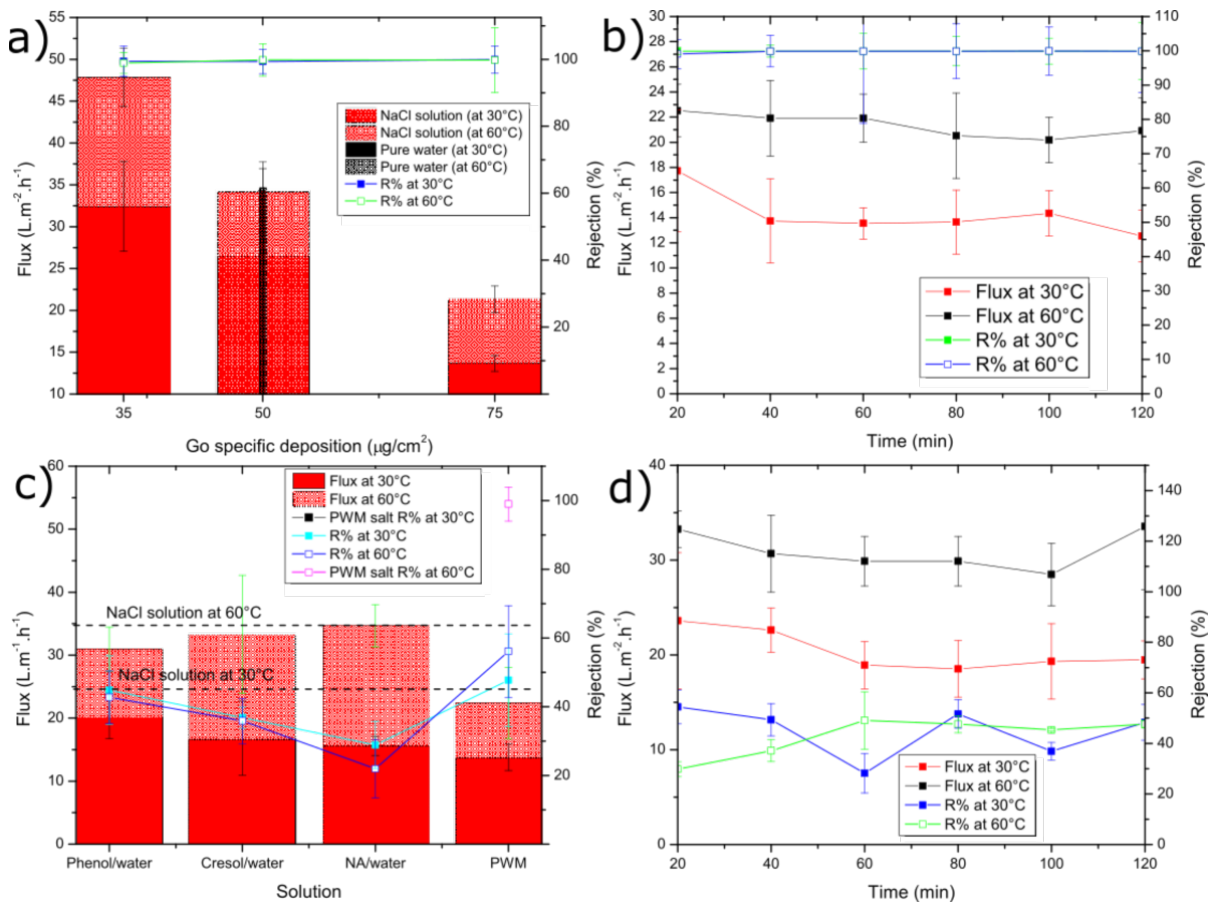 a)
55
50
45
40
35
30
25
20
15
10
Flux (L.m⁻².h⁻¹)
100
80
60
40
20
0
Rejection (%)
NaCl solution (at 30°C)
NaCl solution (at 60°C)
Pure water (at 30°C)
Pure water (at 60°C)
R% at 30°C
R% at 60°C
35
50
75
Go specific deposition (μg/cm²)
b)
30
28
26
24
22
20
18
16
14
12
10
8
6
4
2
0
Flux (L.m⁻².h⁻¹)
110
100
90
80
70
60
50
40
30
20
10
0
Rejection (%)
Flux at 30°C
Flux at 60°C
R% at 30°C
R% at 60°C
20
40
60
80
100
120
Time (min)
c)
60
50
40
30
20
10
0
Flux (L.m⁻¹.h⁻¹)
100
80
60
40
20
0
Rejection (%)
Flux at 30°C
Flux at 60°C
PWM salt R% at 30°C
R% at 30°C
R% at 60°C
PWM salt R% at 60°C
NaCl solution at 60°C
NaCl solution at 30°C
Phenol/water
Cresol/water
NA/water
PWM
Solution
d)
40
30
20
10
0
Flux (L.m⁻².h⁻¹)
140
120
100
80
60
40
20
0
Rejection (%)
Flux at 30°C
Flux at 60°C
R% at 30°C
R% at 60°C
20
40
60
80
100
120
Time (min)